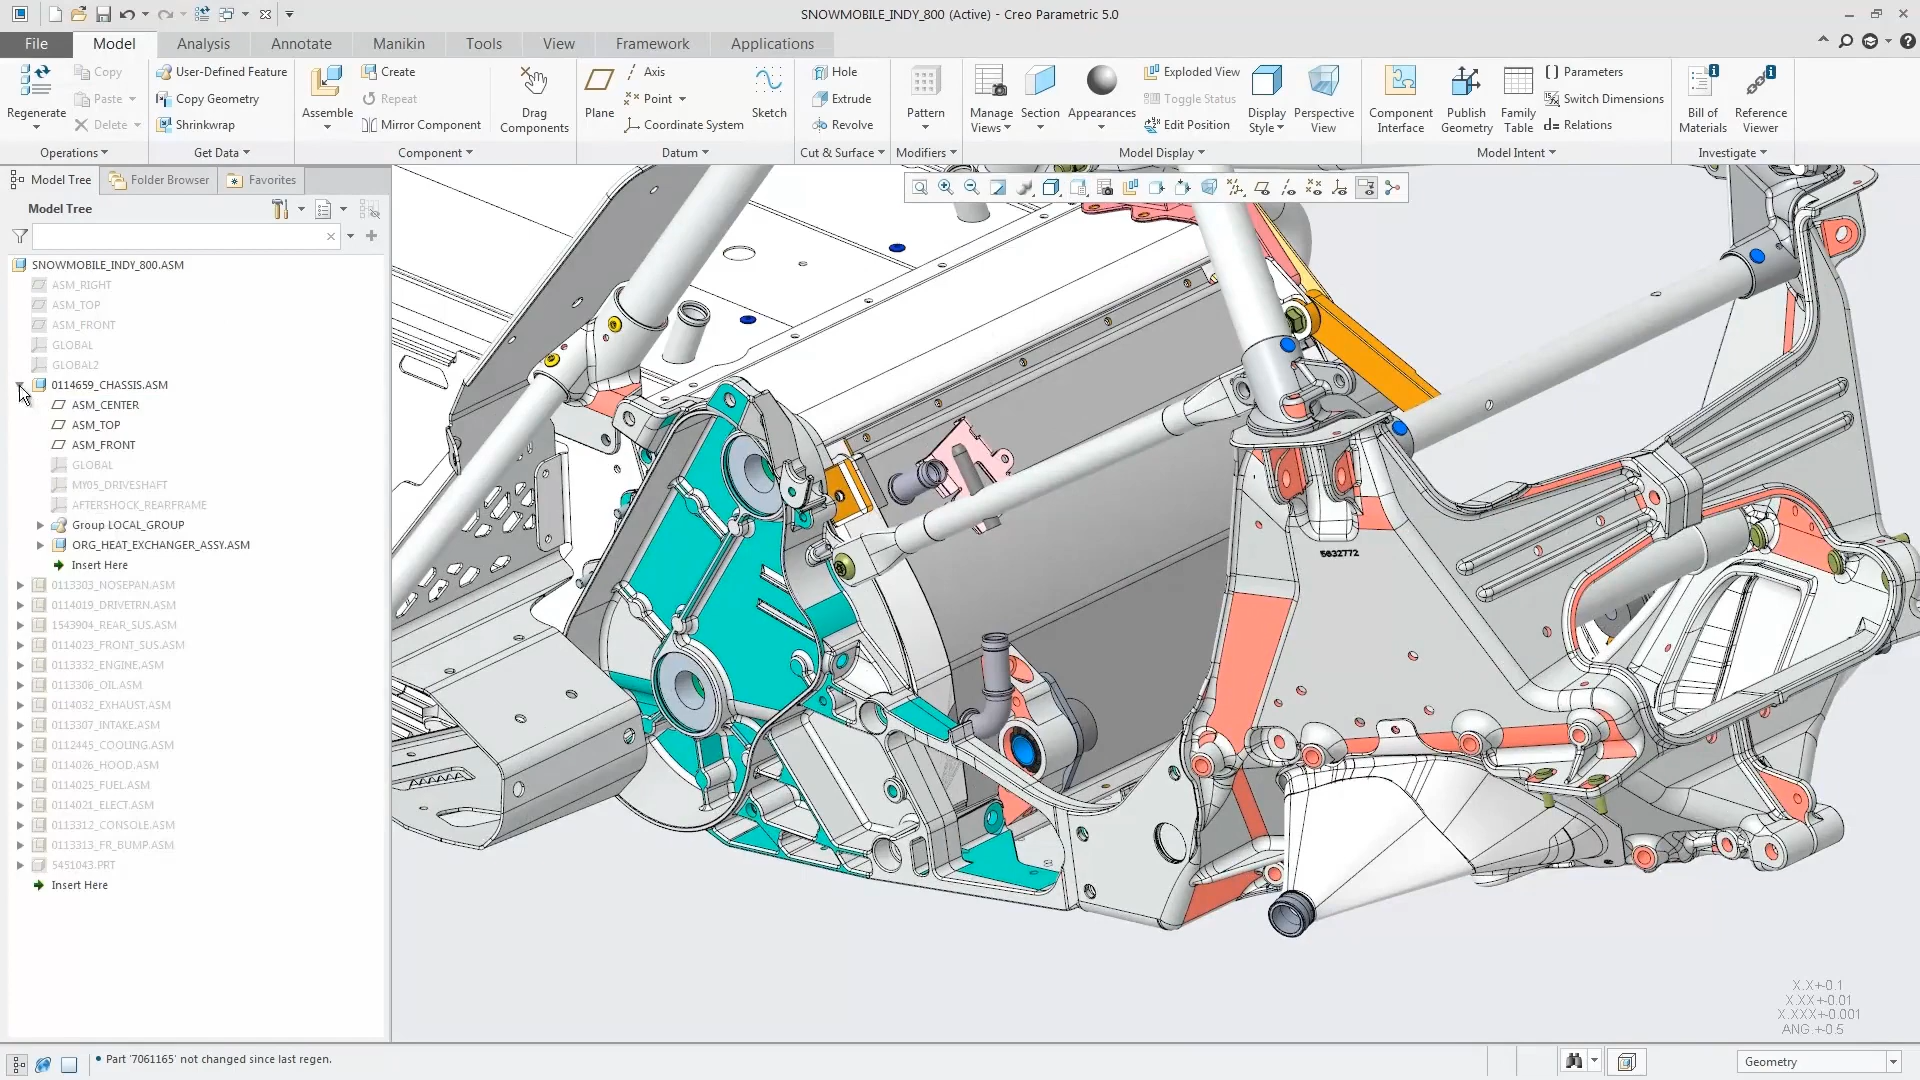 SNOWMOBILE_INDY_800 (Active) - Creo Parametric 5.0
File Model Analysis Annotate Manikin Tools View Framework Applications
Regenerate
Copy
Paste
Delete
Operations
User-Defined Feature
Copy Geometry
Shrinkwrap
Get Data
Assemble
Create
Repeat
Mirror Component
Drag Components
Component
Plane
Axis
Point
Coordinate System
Sketch
Datum
Hole
Extrude
Revolve
Cut & Surface
Pattern
Modifiers
Manage Views
Section
Appearances
Exploded View
Toggle Status
Edit Position
Display Style
Perspective View
Model Display
Component Interface
Publish Geometry
Family Table
Parameters
Switch Dimensions
d= Relations
Model Intent
Bill of Materials
Reference Viewer
Investigate
Model Tree Folder Browser Favorites
Model Tree
SNOWMOBILE_INDY_800.ASM
ASM_RIGHT
ASM_TOP
ASM_FRONT
GLOBAL
GLOBAL2
0114659_CHASSIS.ASM
ASM_CENTER
ASM_TOP
ASM_FRONT
GLOBAL
MY05_DRIVESHAFT
AFTERSHOCK_REARFRAME
Group LOCAL_GROUP
ORG_HEAT_EXCHANGER_ASSY.ASM
Insert Here
0113303_NOSEPAN.ASM
0114019_DRIVETRN.ASM
1543904_REAR_SUS.ASM
0114023_FRONT_SUS.ASM
0113332_ENGINE.ASM
0113306_OIL.ASM
0114032_EXHAUST.ASM
0113307_INTAKE.ASM
0112445_COOLING.ASM
0114026_HOOD.ASM
0114025_FUEL.ASM
0114021_ELECT.ASM
0113312_CONSOLE.ASM
0113313_FR_BUMP.ASM
5451043.PRT
Insert Here
5632772
X.X+-0.1
X.XX+-0.01
X.XXX+-0.001
ANG.+-0.5
• Part '7061165' not changed since last regen.
Geometry